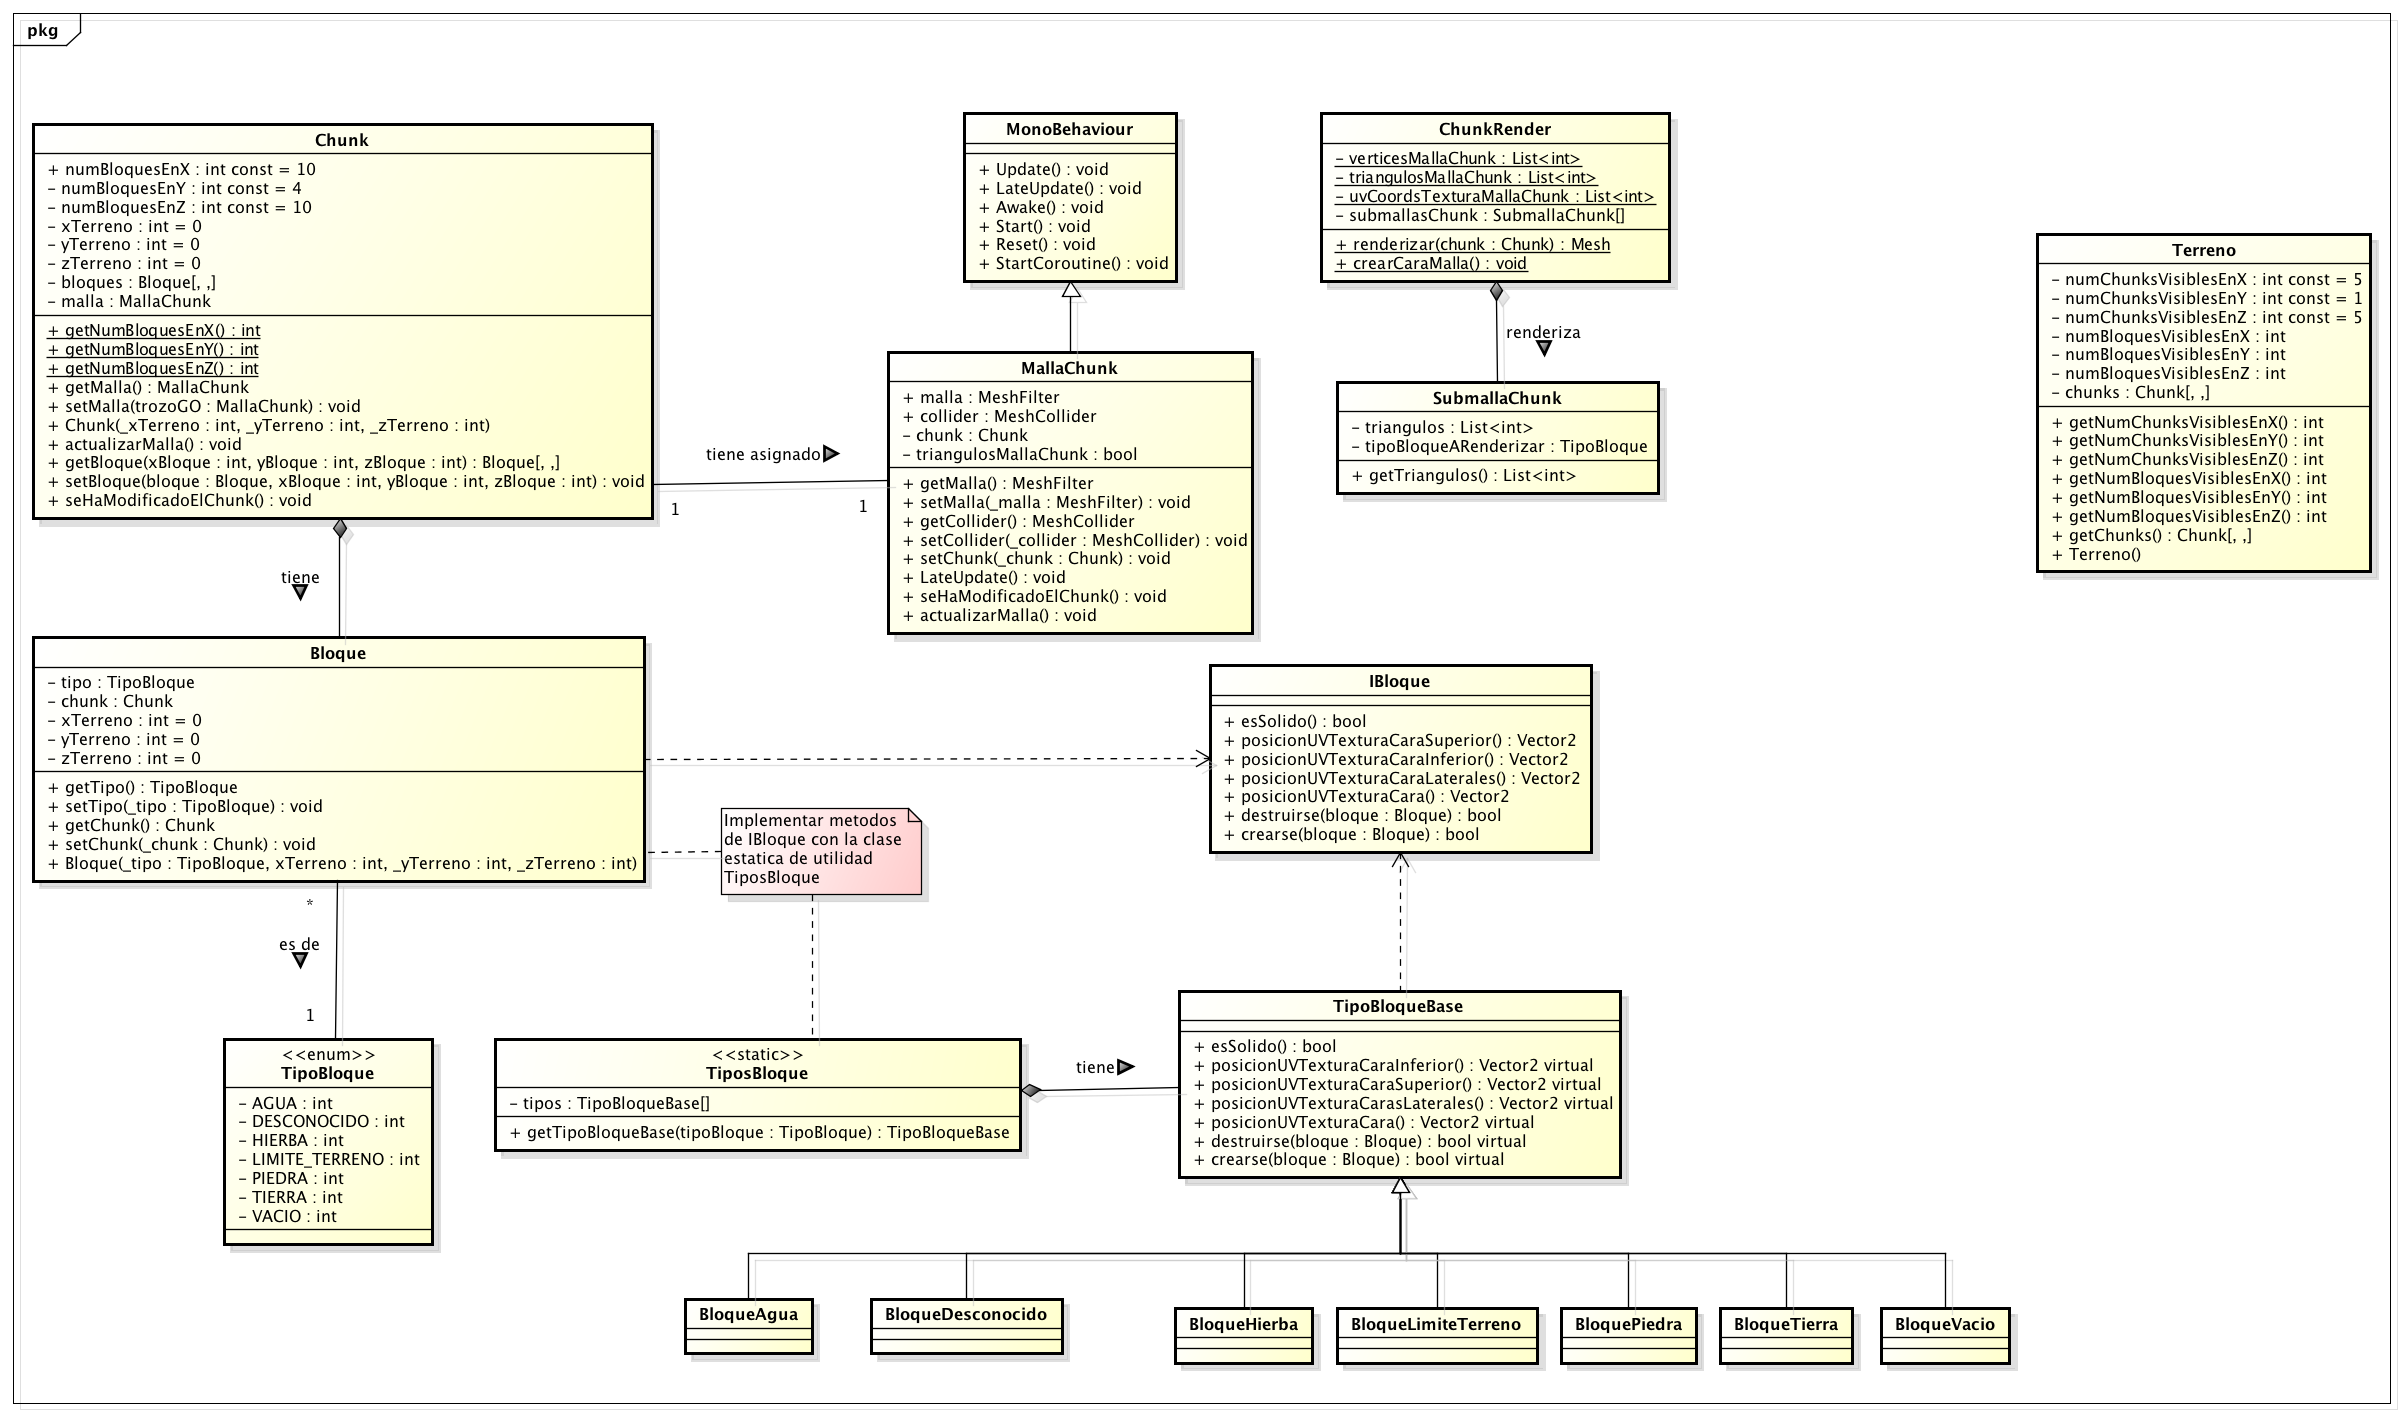 pkg
Chunk
+ numBloquesEnX : int const = 10
– numBloquesEnY : int const = 4
– numBloquesEnZ : int const = 10
– xTerreno : int = 0
– yTerreno : int = 0
– zTerreno : int = 0
– bloques : Bloque[, ,]
– malla : MallaChunk
+ getNumBloquesEnX() : int
+ getNumBloquesEnY() : int
+ getNumBloquesEnZ() : int
+ getMalla() : MallaChunk
+ setMalla(trozoGO : MallaChunk) : void
+ Chunk(_xTerreno : int, _yTerreno : int, _zTerreno : int)
+ actualizarMalla() : void
+ getBloque(xBloque : int, yBloque : int, zBloque : int) : Bloque[, ,]
+ setBloque(bloque : Bloque, xBloque : int, yBloque : int, zBloque : int) : void
+ seHaModificadoElChunk() : void
MonoBehaviour
+ Update() : void
+ LateUpdate() : void
+ Awake() : void
+ Start() : void
+ Reset() : void
+ StartCoroutine() : void
ChunkRender
– verticesMallaChunk : List<int>
– triangulosMallaChunk : List<int>
– uvCoordsTexturaMallaChunk : List<int>
– submallasChunk : SubmallaChunk[]
+ renderizar(chunk : Chunk) : Mesh
+ crearCaraMalla() : void
renderiza
Terreno
– numChunksVisiblesEnX : int const = 5
– numChunksVisiblesEnY : int const = 1
– numChunksVisiblesEnZ : int const = 5
– numBloquesVisiblesEnX : int
– numBloquesVisiblesEnY : int
– numBloquesVisiblesEnZ : int
– chunks : Chunk[, ,]
+ getNumChunksVisiblesEnX() : int
+ getNumChunksVisiblesEnY() : int
+ getNumChunksVisiblesEnZ() : int
+ getNumBloquesVisiblesEnX() : int
+ getNumBloquesVisiblesEnY() : int
+ getNumBloquesVisiblesEnZ() : int
+ getChunks() : Chunk[, ,]
+ Terreno()
tiene asignado
1
1
MallaChunk
+ malla : MeshFilter
+ collider : MeshCollider
– chunk : Chunk
– triangulosMallaChunk : bool
+ getMalla() : MeshFilter
+ setMalla(_malla : MeshFilter) : void
+ getCollider() : MeshCollider
+ setCollider(_collider : MeshCollider) : void
+ setChunk(_chunk : Chunk) : void
+ LateUpdate() : void
+ seHaModificadoElChunk() : void
+ actualizarMalla() : void
SubmallaChunk
– triangulos : List<int>
– tipoBloqueARenderizar : TipoBloque
+ getTriangulos() : List<int>
tiene
Bloque
– tipo : TipoBloque
– chunk : Chunk
– xTerreno : int = 0
– yTerreno : int = 0
– zTerreno : int = 0
+ getTipo() : TipoBloque
+ setTipo(_tipo : TipoBloque) : void
+ getChunk() : Chunk
+ setChunk(_chunk : Chunk) : void
+ Bloque(_tipo : TipoBloque, xTerreno : int, _yTerreno : int, _zTerreno : int)
Implementar metodos
de IBloque con la clase
estatica de utilidad
TiposBloque
IBloque
+ esSolido() : bool
+ posicionUVTexturaCaraSuperior() : Vector2
+ posicionUVTexturaCaraInferior() : Vector2
+ posicionUVTexturaCaraLaterales() : Vector2
+ posicionUVTexturaCara() : Vector2
+ destruirse(bloque : Bloque) : bool
+ crearse(bloque : Bloque) : bool
*
es de
1
<<enum>>
TipoBloque
– AGUA : int
– DESCONOCIDO : int
– HIERBA : int
– LIMITE_TERRENO : int
– PIEDRA : int
– TIERRA : int
– VACIO : int
<<static>>
TiposBloque
– tipos : TipoBloqueBase[]
+ getTipoBloqueBase(tipoBloque : TipoBloque) : TipoBloqueBase
tiene
TipoBloqueBase
+ esSolido() : bool
+ posicionUVTexturaCaraInferior() : Vector2 virtual
+ posicionUVTexturaCaraSuperior() : Vector2 virtual
+ posicionUVTexturaCarasLaterales() : Vector2 virtual
+ posicionUVTexturaCara() : Vector2 virtual
+ destruirse(bloque : Bloque) : bool virtual
+ crearse(bloque : Bloque) : bool virtual
BloqueAgua
BloqueDesconocido
BloqueHierba
BloqueLimiteTerreno
BloquePiedra
BloqueTierra
BloqueVacio